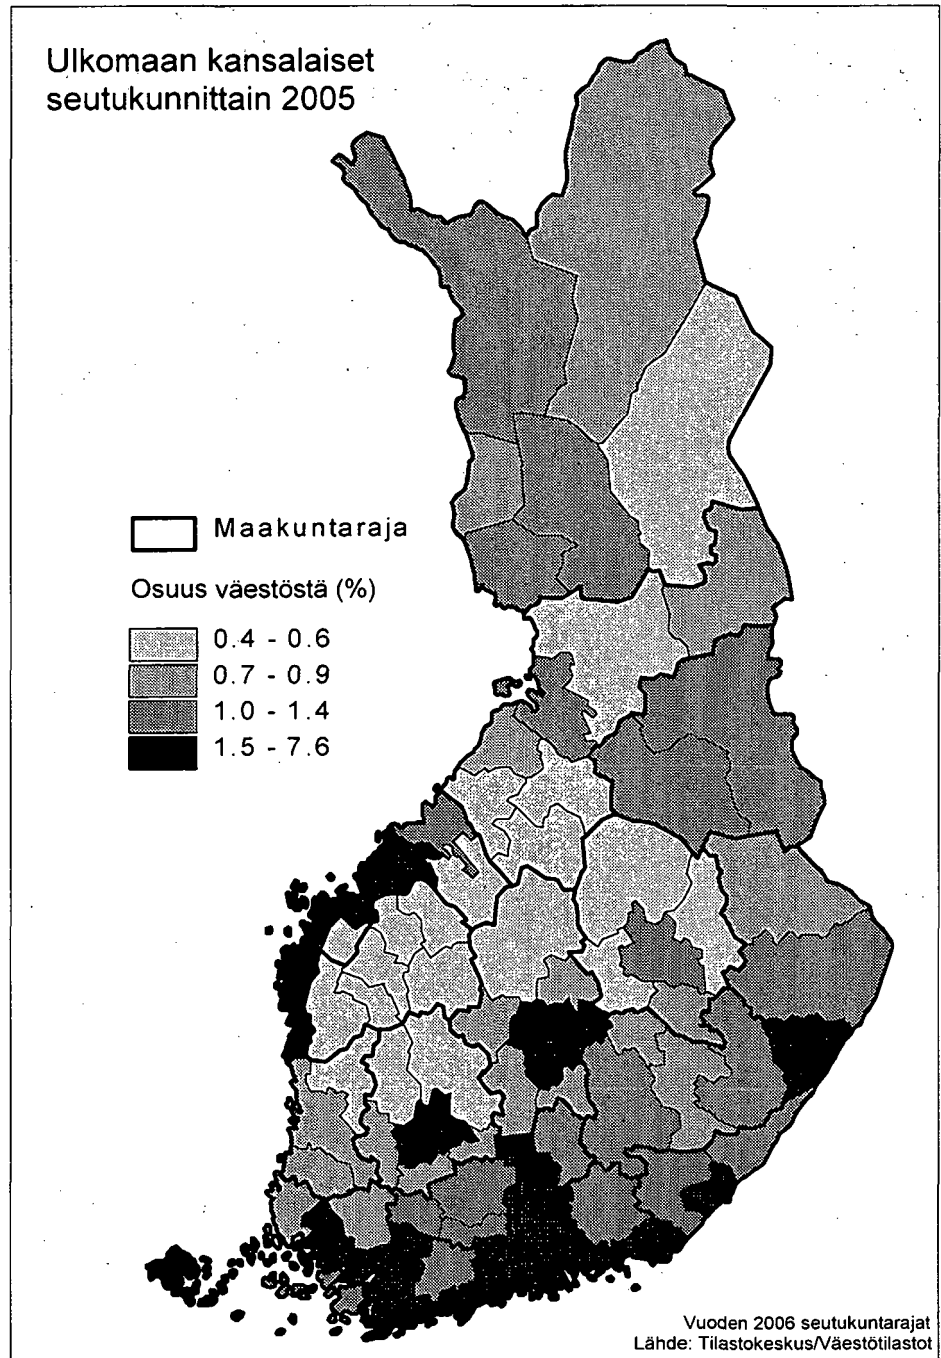 Ulkomaan kansalaiset
seutukunnittain 2005
Maakuntaraja
Osuus väestöstä (%)
0.4 - 0.6
0.7 - 0.9
1.0 - 1.4
1.5 - 7.6
Vuoden 2006 seutukuntarajat
Lähde: Tilastokeskus/Väestötilastot